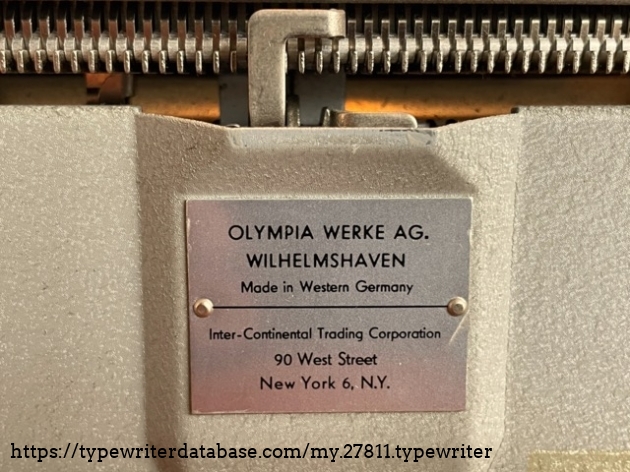 OLYMPIA WERKE AG.
WILHELMSHAVEN
Made in Western Germany
Inter-Continental Trading Corporation
90 West Street
New York 6, N.Y.
https://typewriterdatabase.com/my.27811.typewriter